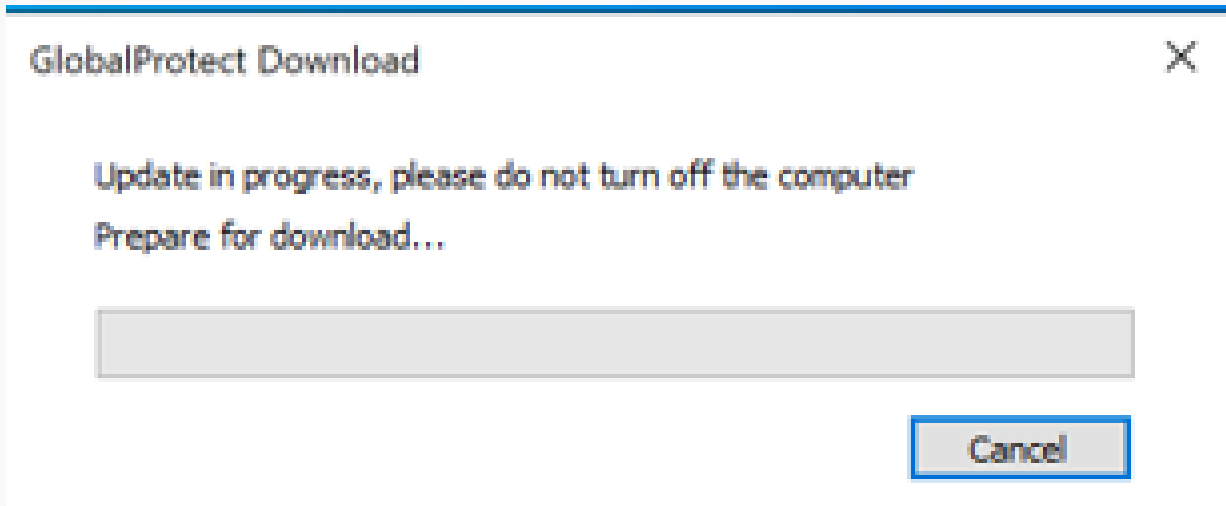 GlobalProtect Download
Update in progress, please do not turn off the computer
Prepare for download...
Cancel